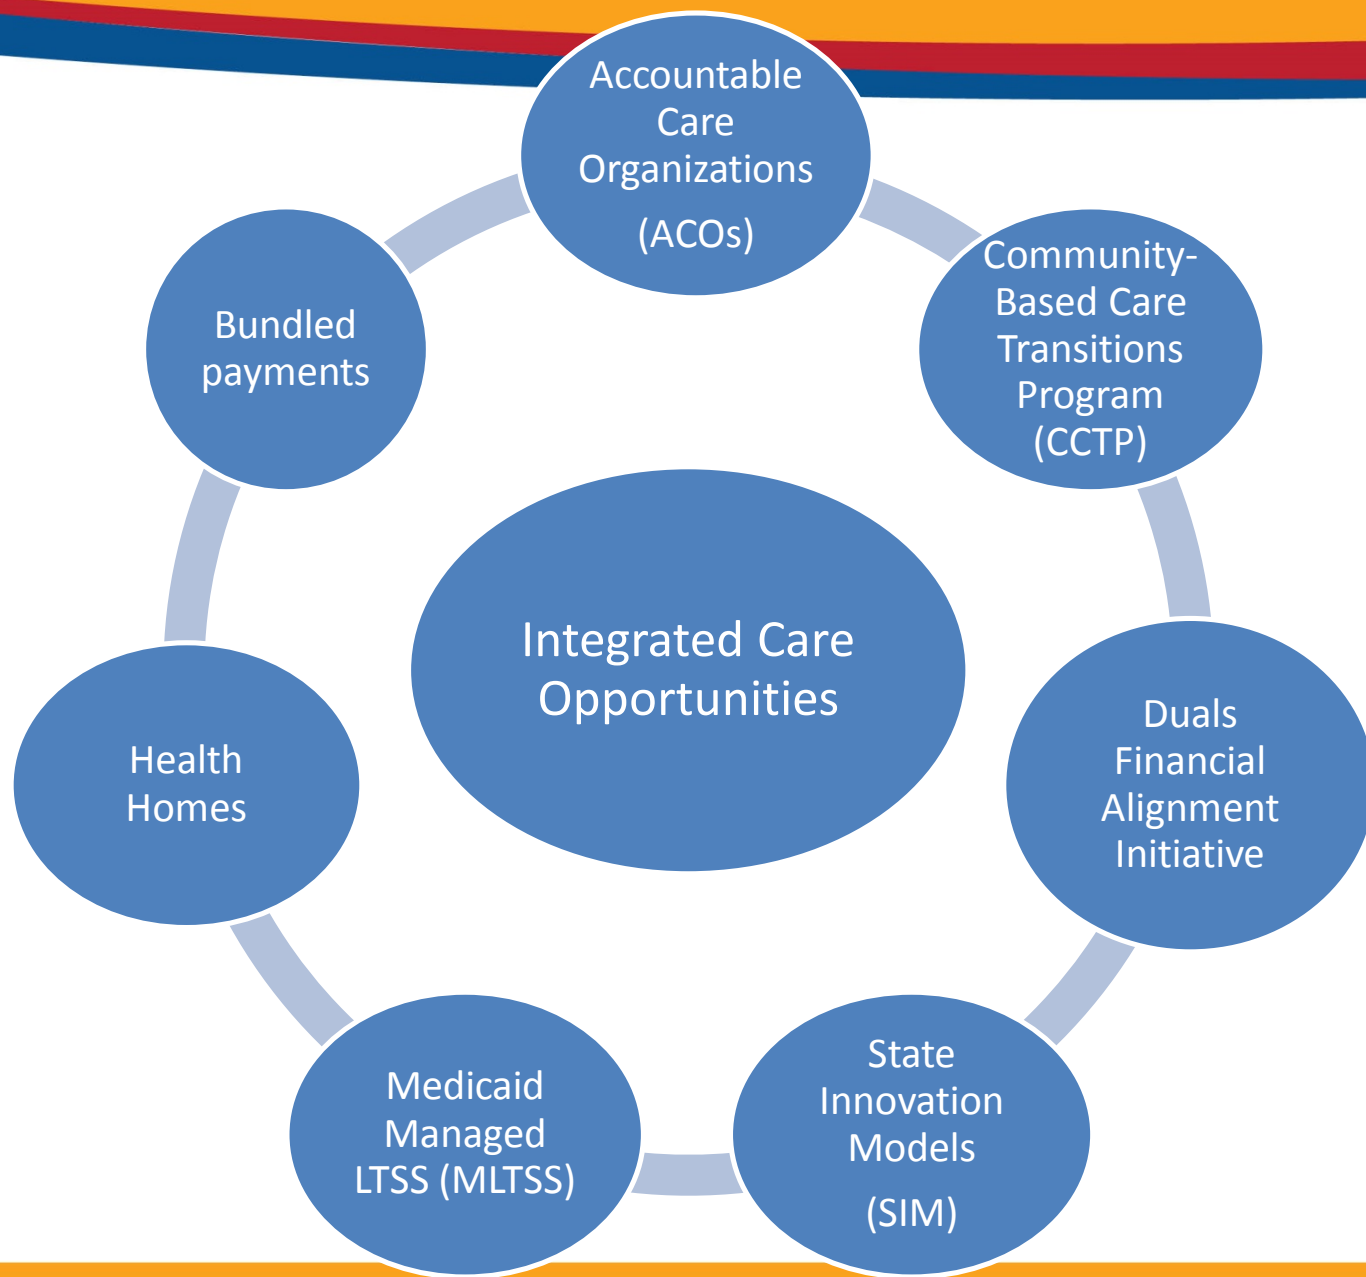 Accountable
Care
Organizations
(ACOs)
Community-
Based Care
Transitions
Program
(CCTP)
Duals
Financial
Alignment
Initiative
State
Innovation
Models
(SIM)
Medicaid
Managed
LTSS (MLTSS)
Health
Homes
Bundled
payments
Integrated Care
Opportunities